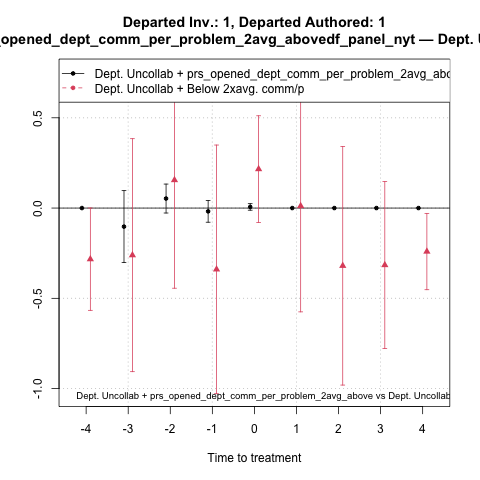 Departed Inv.: 1, Departed Authored: 1
_opened_dept_comm_per_problem_2avg_abovedf_panel_nyt — Dept. U
Dept. Uncollab + prs_opened_dept_comm_per_problem_2avg_abo
Dept. Uncollab + Below 2xavg. comm/p
0.5
0.0
-0.5
-1.0
Dept. Uncollab + prs_opened_dept_comm_per_problem_2avg_above vs Dept. Uncollab
-4 -3 -2 -1 0 1 2 3 4
Time to treatment